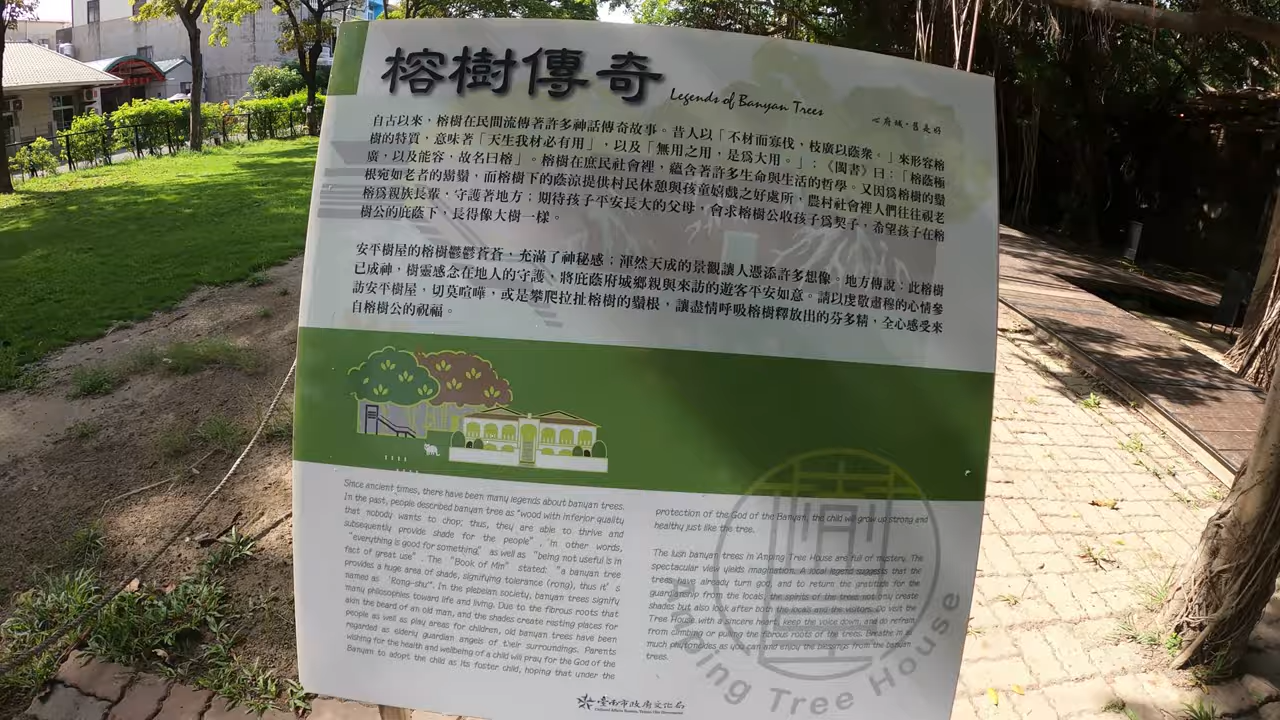 榕樹傳奇
Legends of Banyan Trees
心府城·舊美好
自古以來，榕樹在民間流傳著許多神話傳奇故事。昔人以「不材而寡伐，枝廣以蔭衆。」來形容榕
樹的特質，意味著「天生我材必有用」，以及「無用之用，是為大用。」；《閩書》曰：「榕蔭極
廣，以及能容，故名曰榕」。榕樹在庶民社會裡，蘊含著許多生命與生活的哲學。又因為榕樹的鬚
根宛如老者的鬍鬚，而榕樹下的蔭涼提供村民休憩與孩童嬉戲之好處所，農村社會裡人們往往視老
榕為親族長輩，守護著地方；期待孩子平安長大的父母，會求榕樹公收孩子為契子，希望孩子在榕
樹公的庇蔭下，長得像大樹一樣。
安平樹屋的榕樹鬱鬱蒼蒼，充滿了神秘感；渾然天成的景觀讓人憑添許多想像。地方傳說：此榕樹
已成神，樹靈感念在地人的守護，將庇蔭府城鄉親與來訪的遊客平安如意。請以虔敬肅穆的心情參
訪安平樹屋，切莫喧嘩，或是攀爬拉扯榕樹的鬚根，讓盡情呼吸榕樹釋放出的芬多精，全心感受來
自榕樹公的祝福。
Since ancient times, there have been many legends about banyan trees.
In the past, people described banyan tree as "wood with inferior quality
that nobody wants to chop; thus, they are able to thrive and
subsequently provide shade for the people". In other words,
"everything is good for something" as well as "being not useful is in
fact of great use". The "Book of Min" stated: "a banyan tree
provides a huge area of shade, signifying tolerance (rong), thus it's
named as 'Rong-shu'". In the plebeian society, banyan trees signify
many philosophies toward life and living. Due to the fibrous roots that
akin the beard of an old man, and the shades create resting places for
people as well as play areas for children, old banyan trees have been
regarded as elderly guardian angels of their surroundings. Parents
wishing for the health and wellbeing of a child will pray for the God of the
Banyan to adopt the child as its foster child, hoping that under the
protection of the God of the Banyan, the child will grow up strong and
healthy just like the tree.
The lush banyan trees in Anping Tree House are full of mystery. The
spectacular view yields imagination. A local legend suggests that the
trees have already turn god, and to return the gratitude for the
guardianship from the locals, the spirits of the trees not only create
shades but also look after both the locals and the visitors. Do visit the
Tree House with a sincere heart, keep the voice down, and do refrain
from climbing or pulling the fibrous roots of the trees. Breathe in as
much phytoncides as you can and enjoy the blessings from the banyan
trees.
Anping Tree House
臺南市政府文化局
Cultural Affairs Bureau, Tainan City Government